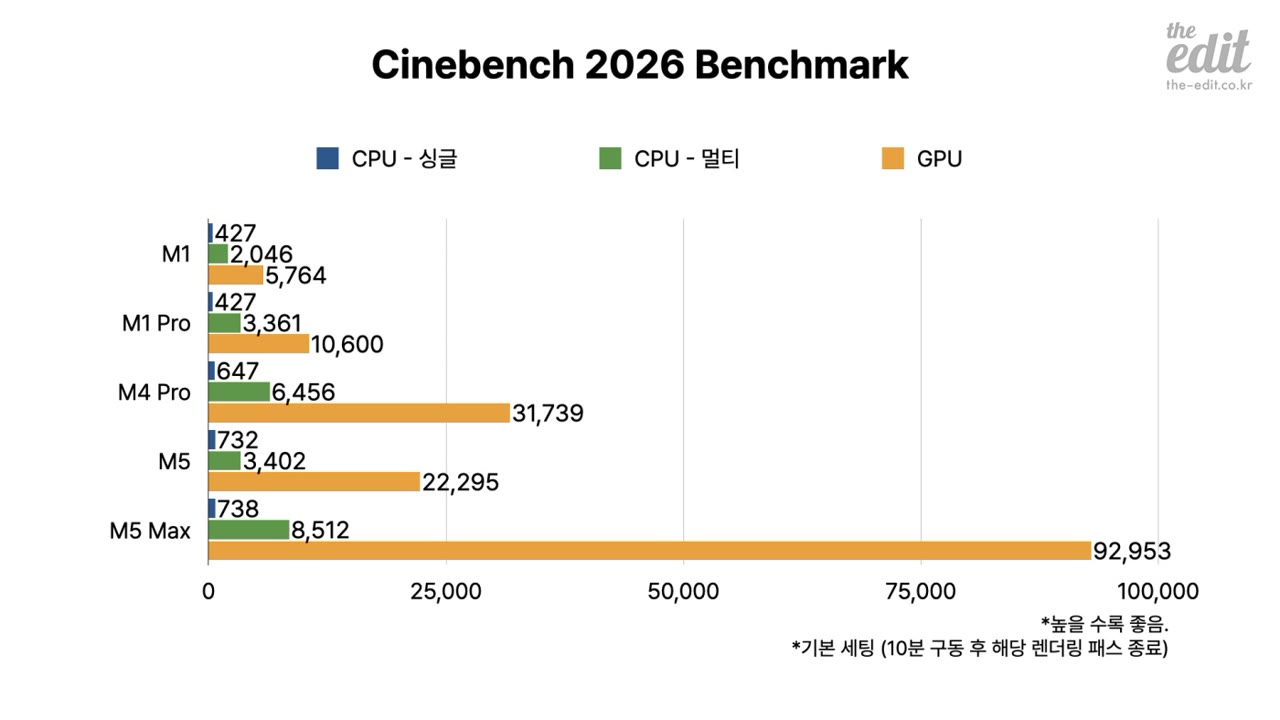 the
edit
the-edit.co.kr
Cinebench 2026 Benchmark
CPU - 싱글
CPU - 멀티
GPU
M1
427
2,046
5,764
M1 Pro
427
3,361
10,600
M4 Pro
647
6,456
31,739
M5
732
3,402
22,295
M5 Max
738
8,512
92,953
0
25,000
50,000
75,000
100,000
*높을 수록 좋음.
*기본 세팅 (10분 구동 후 해당 렌더링 패스 종료)